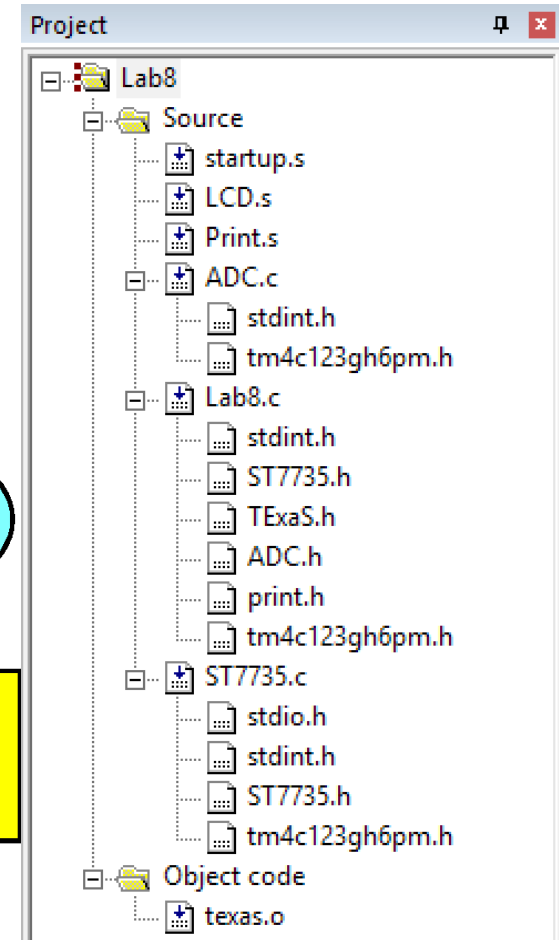 Project
Lab8
Source
startup.s
LCD.s
Print.s
ADC.c
stdint.h
tm4c123gh6pm.h
Lab8.c
stdint.h
ST7735.h
TExaS.h
ADC.h
print.h
tm4c123gh6pm.h
ST7735.c
stdio.h
stdint.h
ST7735.h
tm4c123gh6pm.h
Object code
texas.o